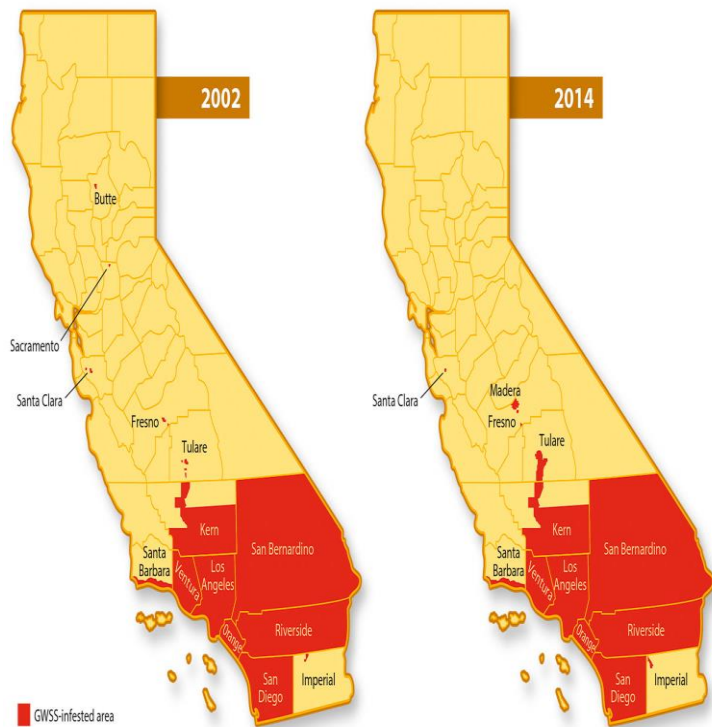 2002
Butte
Sacramento
Santa Clara
Fresno
Tulare
Kern
San Bernardino
Santa
Barbara
Ventura
Los
Angeles
Orange
Riverside
San
Diego
Imperial
GWSS-infested area
2014
Santa Clara
Madera
Fresno
Tulare
Kern
San Bernardino
Santa
Barbara
Ventura
Los
Angeles
Orange
Riverside
San
Diego
Imperial